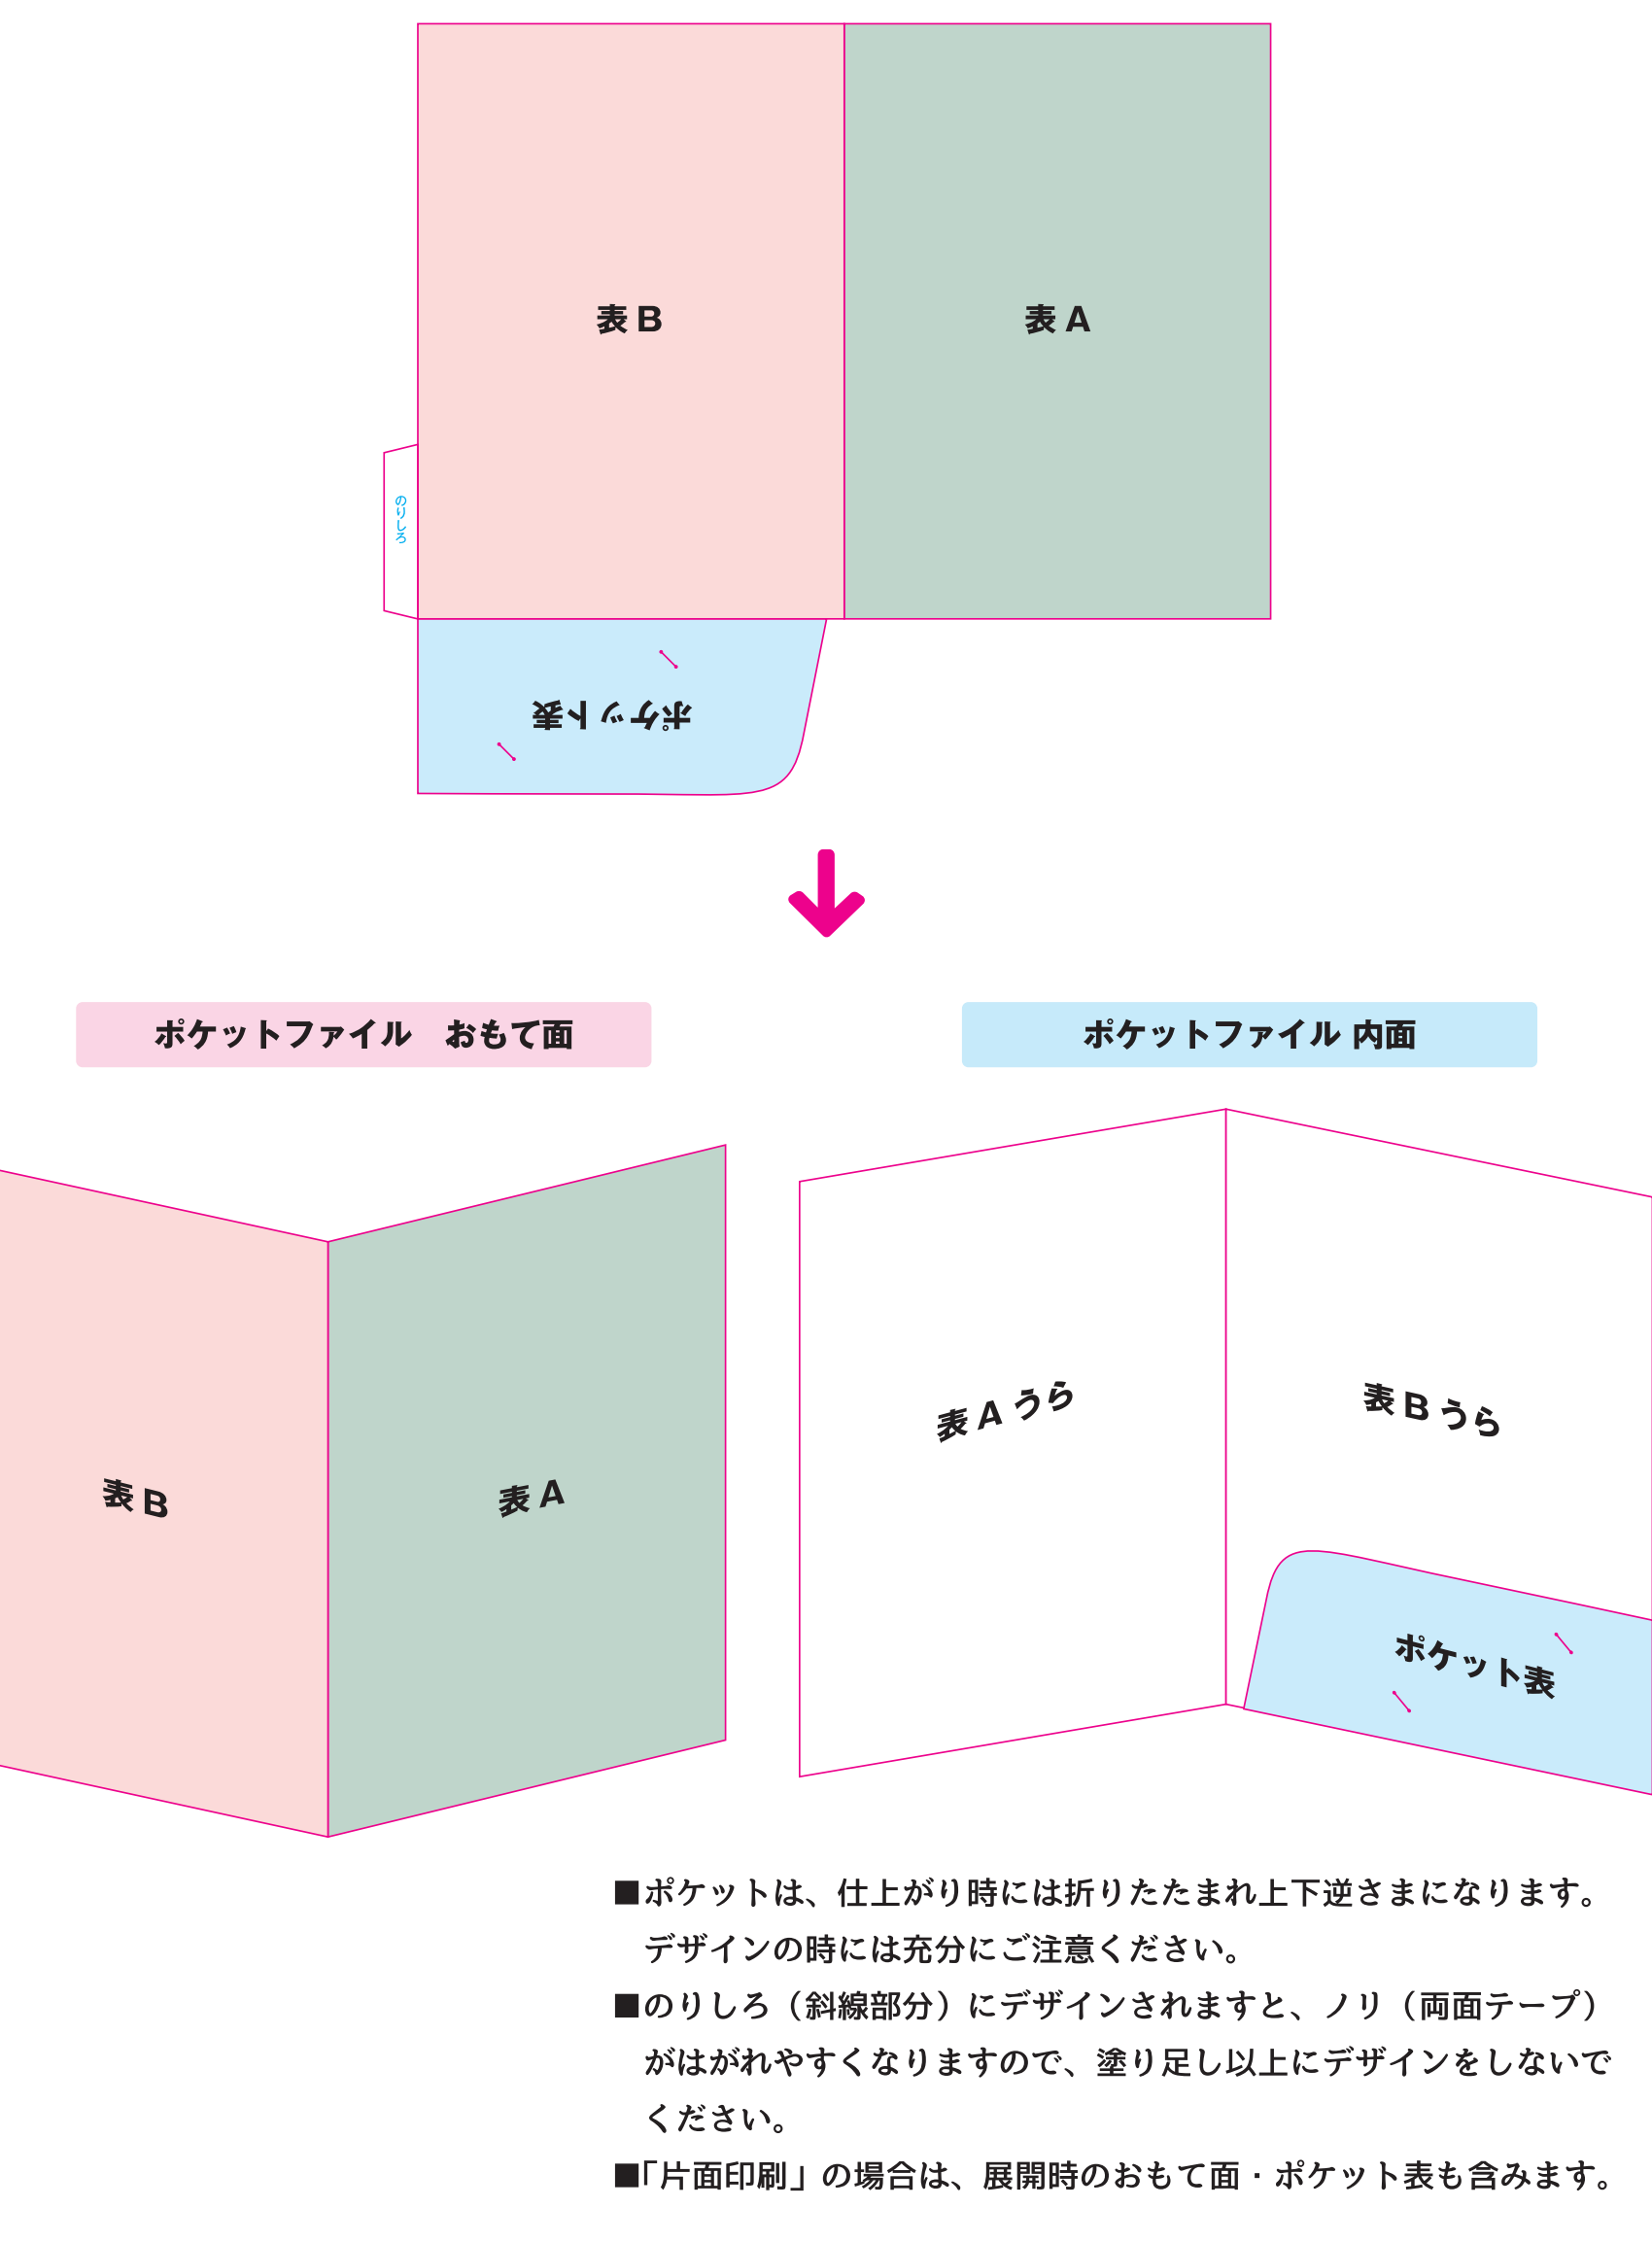 表 B
表 A
のりしろ
ポケット表
ポケットファイル　おもて面
ポケットファイル 内面
表 B
表 A
表 A うら
表 B うら
ポケット表
■ポケットは、仕上がり時には折りたたまれ上下逆さまになります。
デザインの時には充分にご注意ください。
■のりしろ（斜線部分）にデザインされますと、ノリ（両面テープ）
がはがれやすくなりますので、塗り足し以上にデザインをしないで
ください。
■「片面印刷」の場合は、展開時のおもて面・ポケット表も含みます。